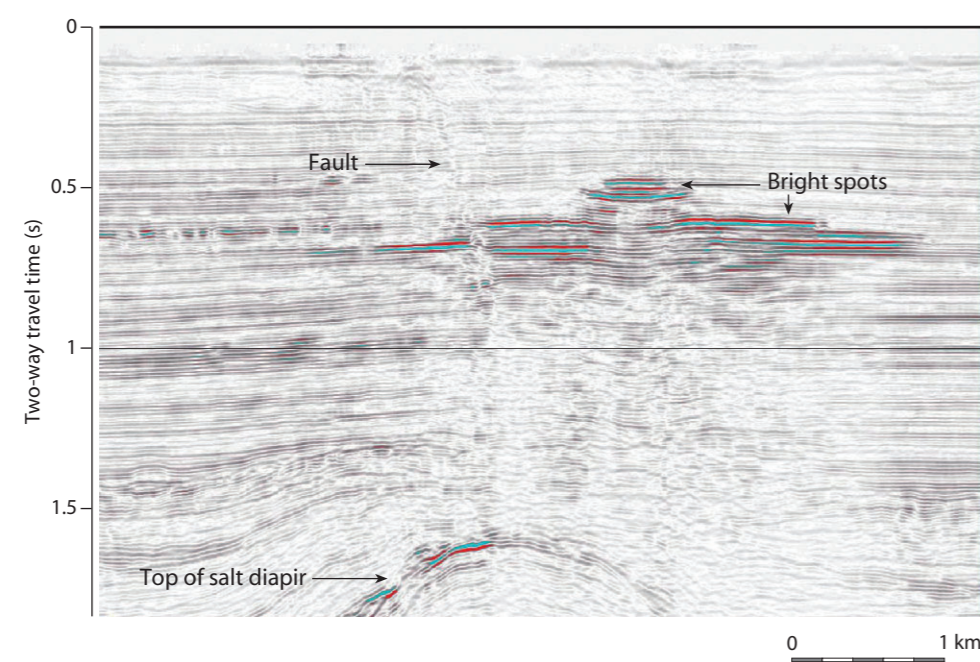 0
Fault
0.5
Bright spots
Two-way travel time (s)
1
1.5
Top of salt diapir
0 1 km